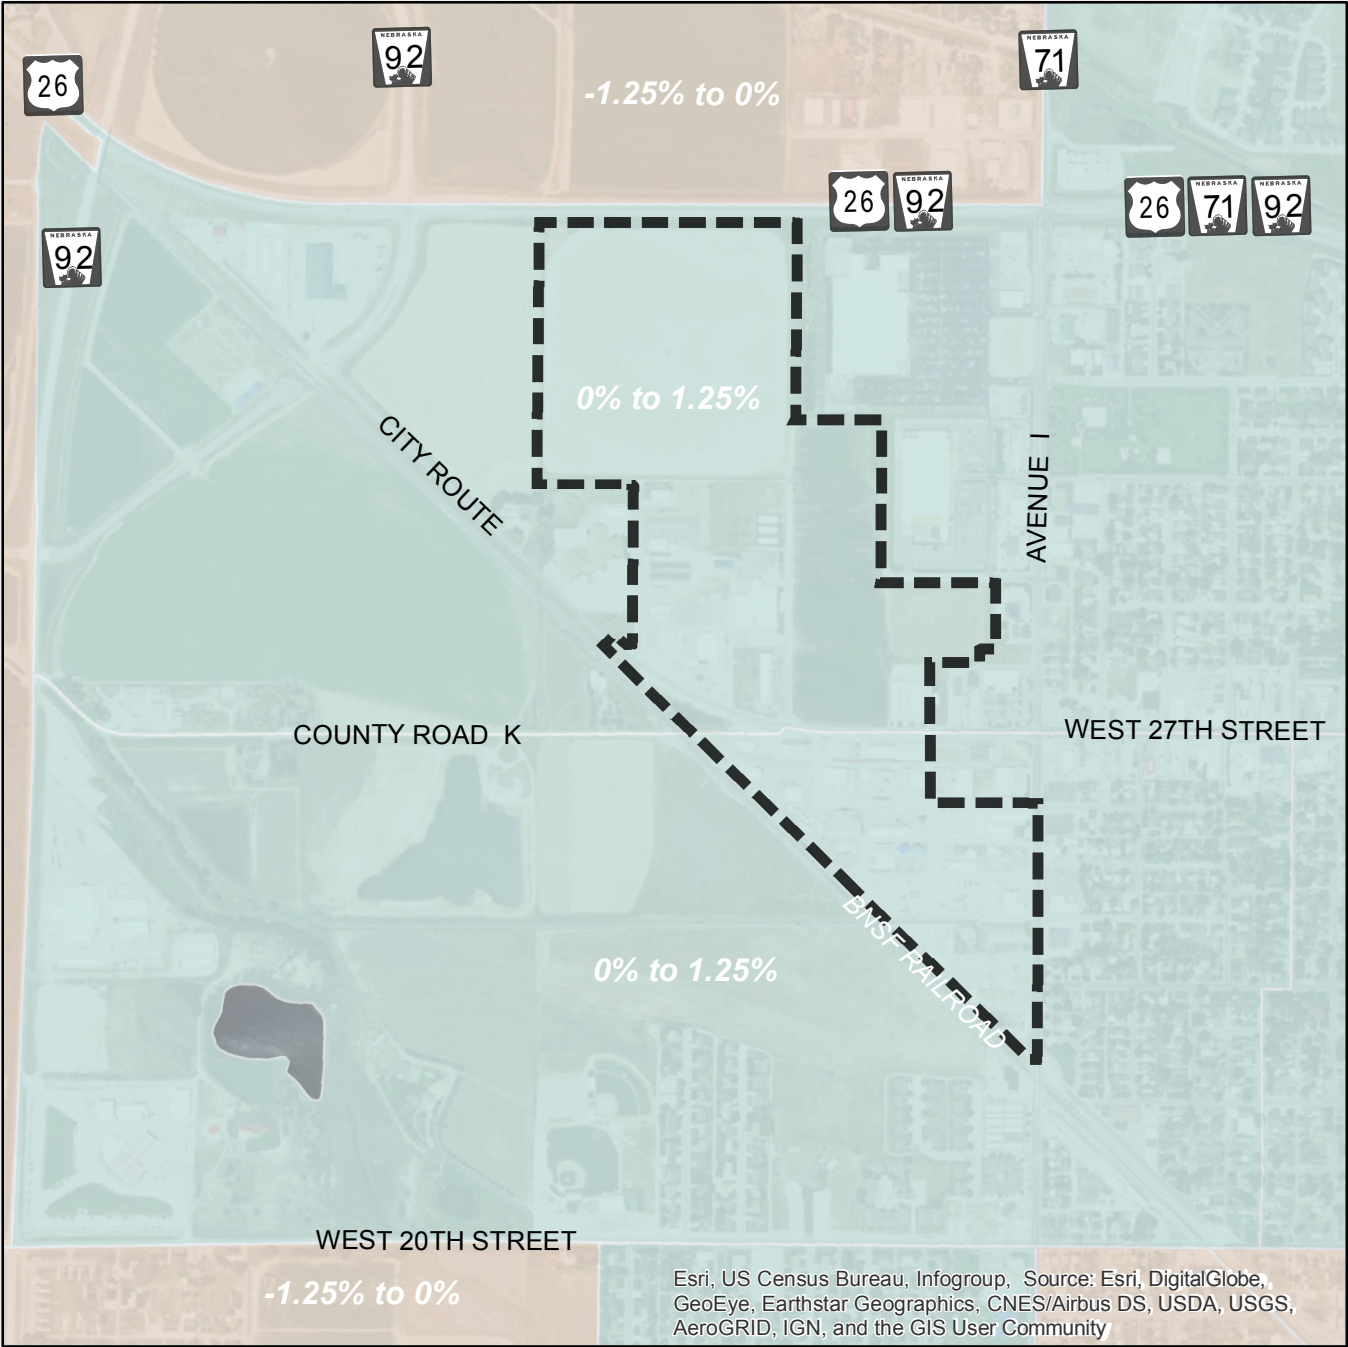 NEBRASKA
92
NEBRASKA
71
26
-1.25% to 0%
26
NEBRASKA
92
26
NEBRASKA
71
NEBRASKA
92
NEBRASKA
92
0% to 1.25%
CITY ROUTE
AVENUE I
COUNTY ROAD K
WEST 27TH STREET
BNSF RAILROAD
0% to 1.25%
WEST 20TH STREET
-1.25% to 0%
Esri, US Census Bureau, Infogroup, Source: Esri, DigitalGlobe,
GeoEye, Earthstar Geographics, CNES/Airbus DS, USDA, USGS,
AeroGRID, IGN, and the GIS User Community